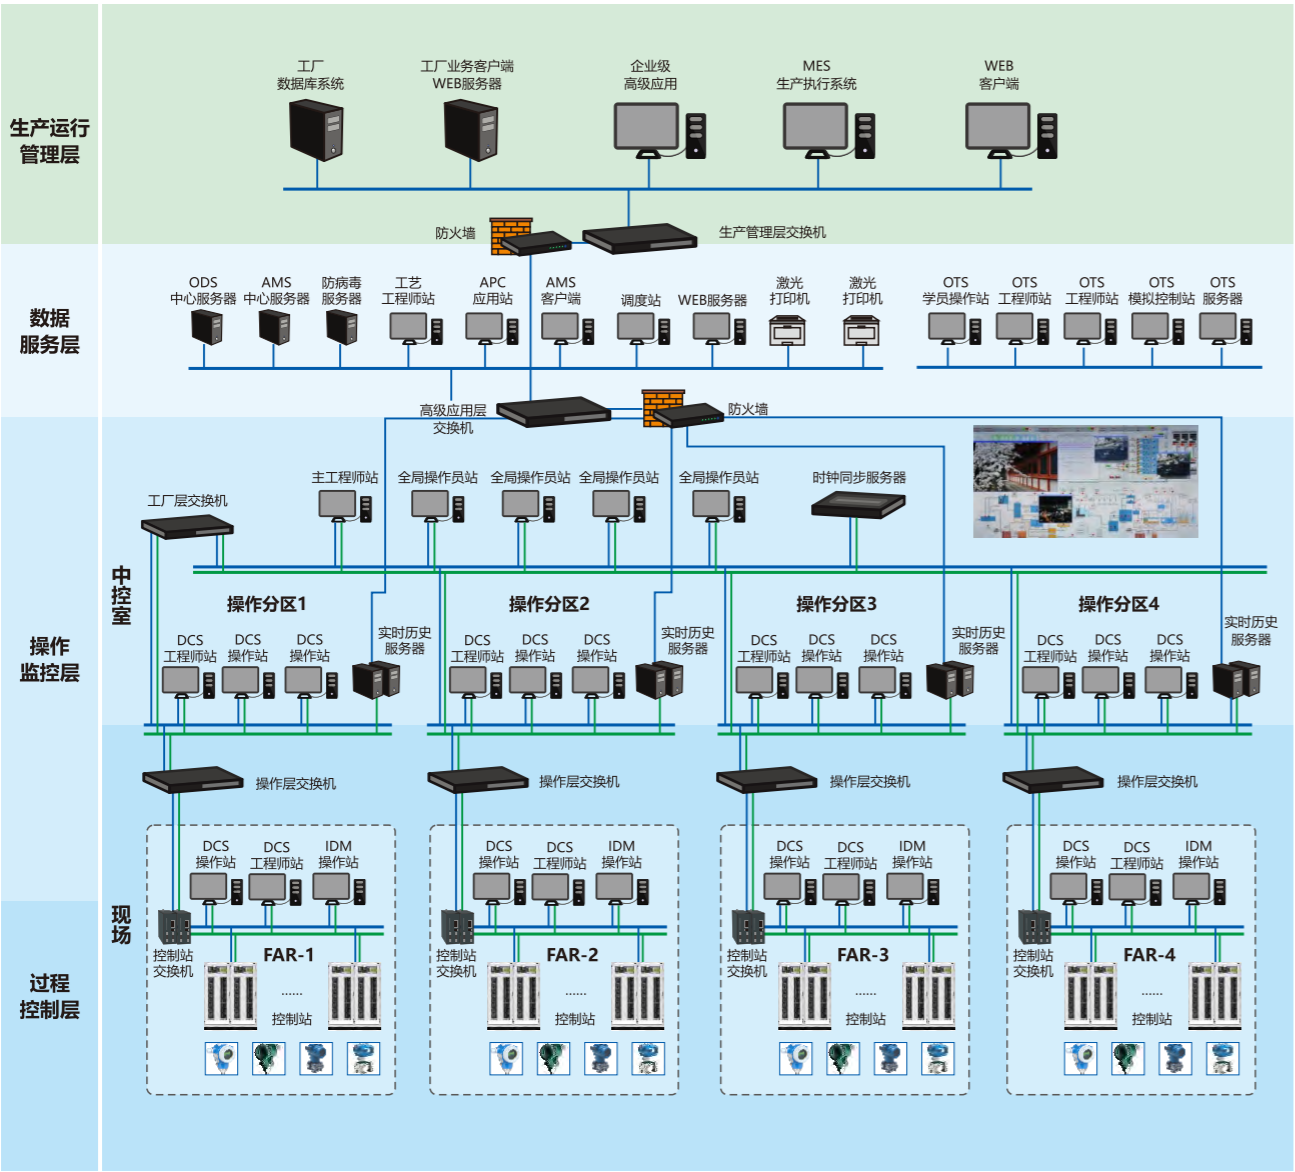 生产运行
管理层
工厂
数据库系统
工厂业务客户端
WEB服务器
企业级
高级应用
MES
生产执行系统
WEB
客户端
防火墙
生产管理层交换机
数据
服务层
ODS
中心服务器
AMS
中心服务器
防病毒
服务器
工艺
工程师站
APC
应用站
AMS
客户端
调度站
WEB服务器
激光
打印机
激光
打印机
OTS
学员操作站
OTS
工程师站
OTS
工程师站
OTS
模拟控制站
OTS
服务器
高级应用层
交换机
防火墙
操作
监控层
中控室
工厂层交换机
主工程师站
全局操作员站
全局操作员站
全局操作员站
全局操作员站
时钟同步服务器
操作分区1
DCS
工程师站
DCS
操作站
DCS
操作站
实时历史
服务器
操作分区2
DCS
工程师站
DCS
操作站
DCS
操作站
实时历史
服务器
操作分区3
DCS
工程师站
DCS
操作站
DCS
操作站
实时历史
服务器
操作分区4
DCS
工程师站
DCS
操作站
DCS
操作站
实时历史
服务器
操作层交换机
操作层交换机
操作层交换机
操作层交换机
过程
控制层
现场
DCS
操作站
DCS
工程师站
IDM
操作站
控制站
交换机
FAR-1
......
控制站
DCS
操作站
DCS
工程师站
IDM
操作站
控制站
交换机
FAR-2
......
控制站
DCS
操作站
DCS
工程师站
IDM
操作站
控制站
交换机
FAR-3
......
控制站
DCS
操作站
DCS
工程师站
IDM
操作站
控制站
交换机
FAR-4
......
控制站